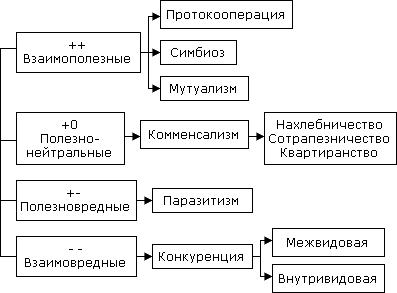 ++
Взаимополезные
Протокооперация
Симбиоз
Мутуализм
+0
Полезно-
нейтральные
Комменсализм
Нахлебничество
Сотрапезничество
Квартиранство
+-
Полезновредные
Паразитизм
- -
Взаимовредные
Конкуренция
Межвидовая
Внутривидовая